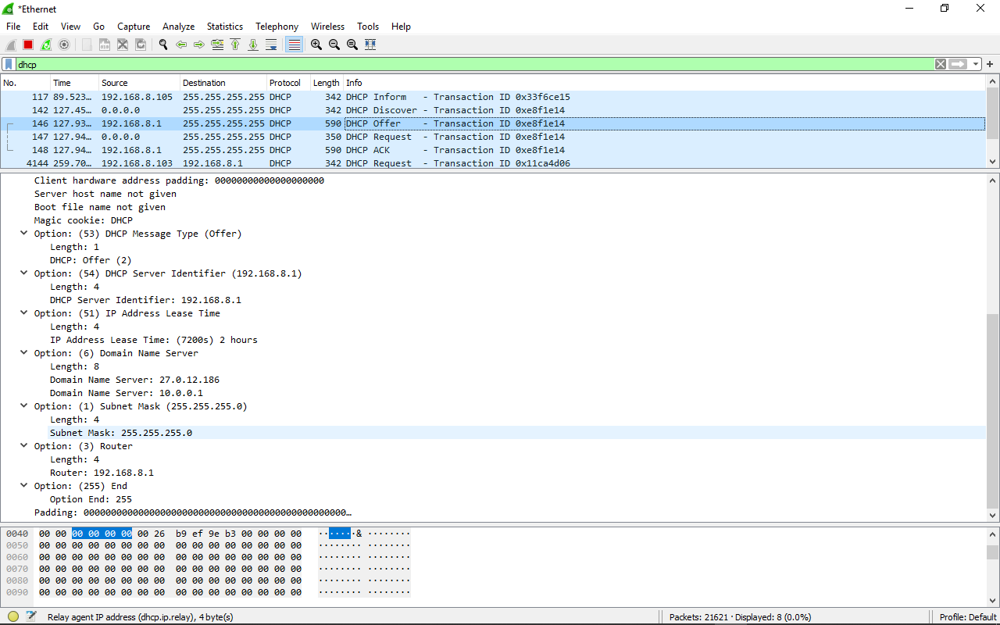 *Ethernet
File Edit View Go Capture Analyze Statistics Telephony Wireless Tools Help
dhcp
No. Time Source Destination Protocol Length Info
117 89.523… 192.168.8.105 255.255.255.255 DHCP 342 DHCP Inform - Transaction ID 0x33f6ce15
142 127.45… 0.0.0.0 255.255.255.255 DHCP 342 DHCP Discover - Transaction ID 0xe8f1e14
146 127.93… 192.168.8.1 255.255.255.255 DHCP 590 DHCP Offer - Transaction ID 0xe8f1e14
147 127.94… 0.0.0.0 255.255.255.255 DHCP 350 DHCP Request - Transaction ID 0xe8f1e14
148 127.94… 192.168.8.1 255.255.255.255 DHCP 590 DHCP ACK - Transaction ID 0xe8f1e14
4144 259.70… 192.168.8.103 192.168.8.1 DHCP 342 DHCP Request - Transaction ID 0x11ca4d06
Client hardware address padding: 00000000000000000000
Server host name not given
Boot file name not given
Magic cookie: DHCP
Option: (53) DHCP Message Type (Offer)
Length: 1
DHCP: Offer (2)
Option: (54) DHCP Server Identifier (192.168.8.1)
Length: 4
DHCP Server Identifier: 192.168.8.1
Option: (51) IP Address Lease Time
Length: 4
IP Address Lease Time: (7200s) 2 hours
Option: (6) Domain Name Server
Length: 8
Domain Name Server: 27.0.12.186
Domain Name Server: 10.0.0.1
Option: (1) Subnet Mask (255.255.255.0)
Length: 4
Subnet Mask: 255.255.255.0
Option: (3) Router
Length: 4
Router: 192.168.8.1
Option: (255) End
Option End: 255
Padding: 000000000000000000000000000000000000000000000000…
0040 00 00 00 00 00 00 00 26 b9 ef 9e b3 00 00 00 00 ·······& ········
0050 00 00 00 00 00 00 00 00 00 00 00 00 00 00 00 00 ········ ········
0060 00 00 00 00 00 00 00 00 00 00 00 00 00 00 00 00 ········ ········
0070 00 00 00 00 00 00 00 00 00 00 00 00 00 00 00 00 ········ ········
0080 00 00 00 00 00 00 00 00 00 00 00 00 00 00 00 00 ········ ········
0090 00 00 00 00 00 00 00 00 00 00 00 00 00 00 00 00 ········ ········
Relay agent IP address (dhcp.ip.relay), 4 byte(s) Packets: 21621 · Displayed: 8 (0.0%) Profile: Default